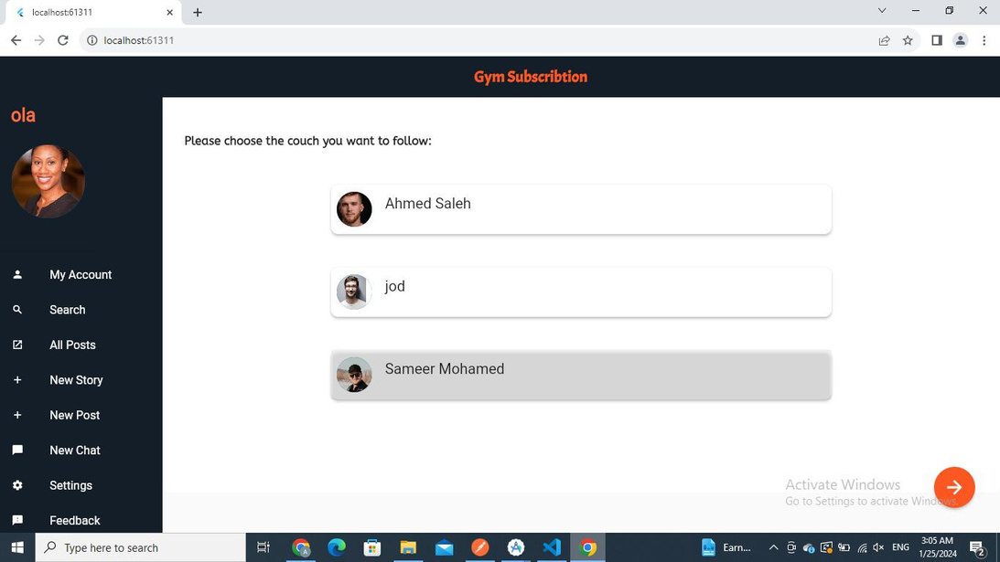 localhost:61311
localhost:61311
Gym Subscribtion
ola
Please choose the couch you want to follow:
Ahmed Saleh
jod
Sameer Mohamed
My Account
Search
All Posts
New Story
New Post
New Chat
Settings
Feedback
Activate Windows
Go to Settings to activate Windows.
Type here to search
Earn...
ENG
3:05 AM
1/25/2024
2